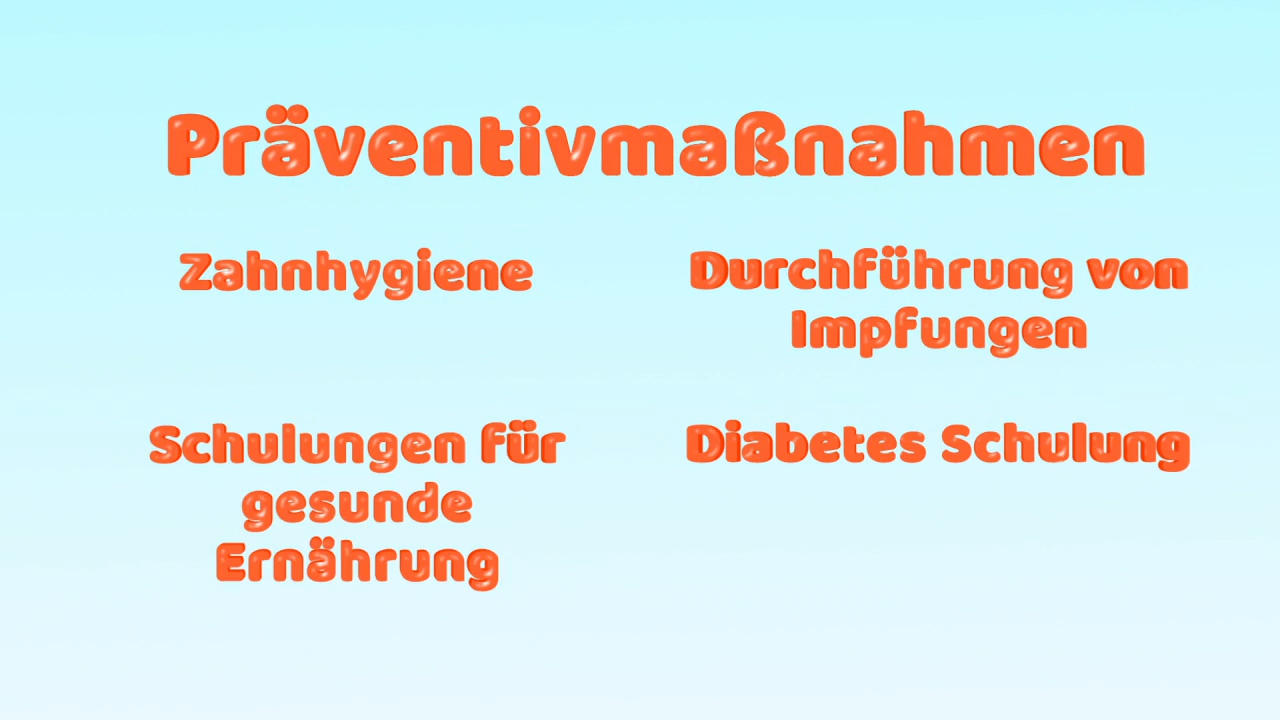 Präventivmaßnahmen
Zahnhygiene
Durchführung von
Impfungen
Schulungen für
gesunde
Ernährung
Diabetes Schulung